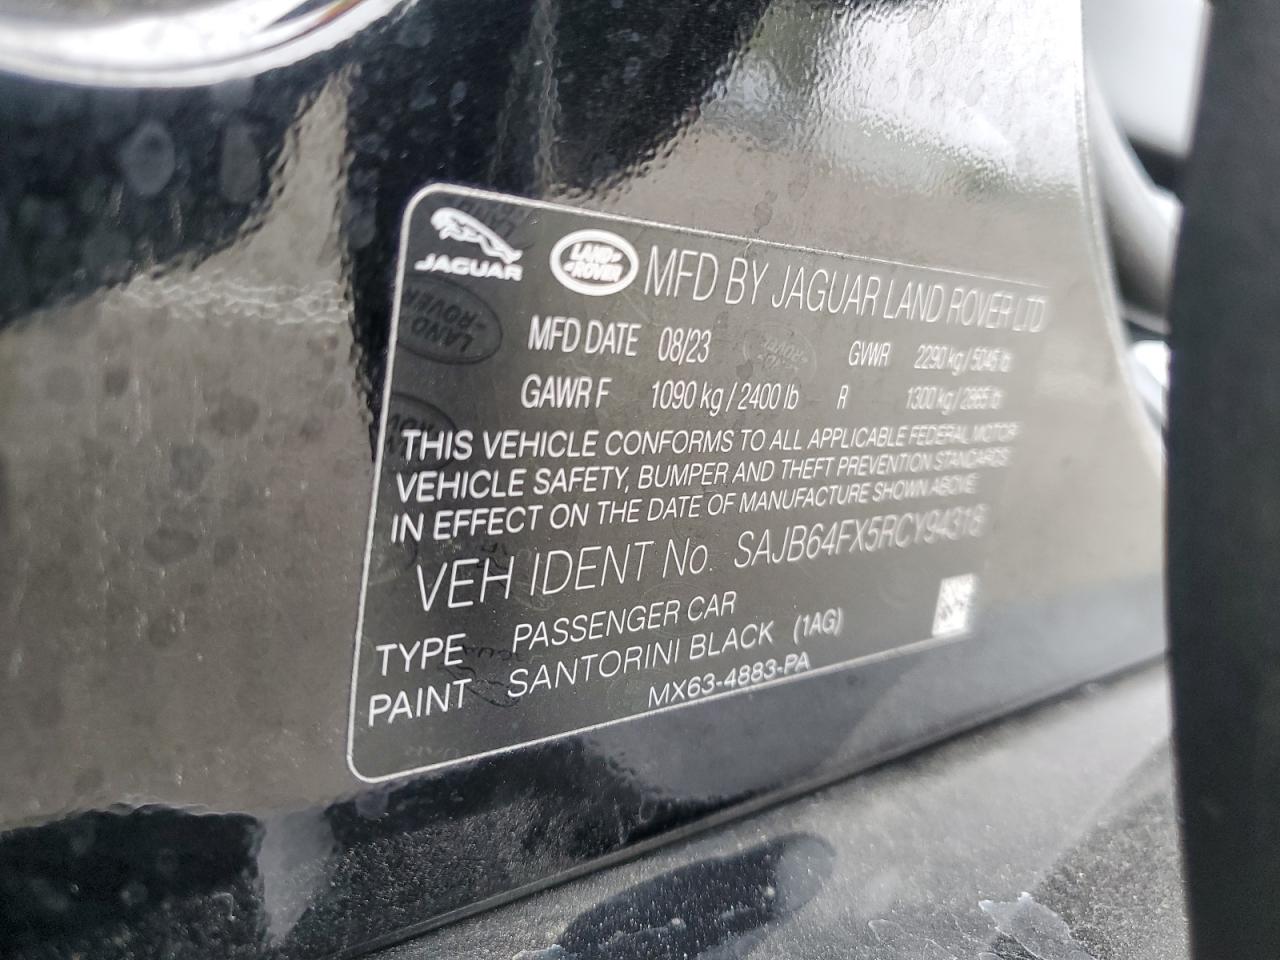 JAGUAR LAND ROVER MFD BY JAGUAR LAND ROVER LTD
MFD DATE 08/23 GVWR 2290 kg / 5045 lb
GAWR F 1090 kg / 2400 lb R 1300 kg / 2865 lb
THIS VEHICLE CONFORMS TO ALL APPLICABLE FEDERAL MOTOR
VEHICLE SAFETY, BUMPER AND THEFT PREVENTION STANDARDS
IN EFFECT ON THE DATE OF MANUFACTURE SHOWN ABOVE
VEH IDENT No. SAJB64FX5RCY94318
TYPE PASSENGER CAR
PAINT SANTORINI BLACK (1AG)
MX63-4883-PA